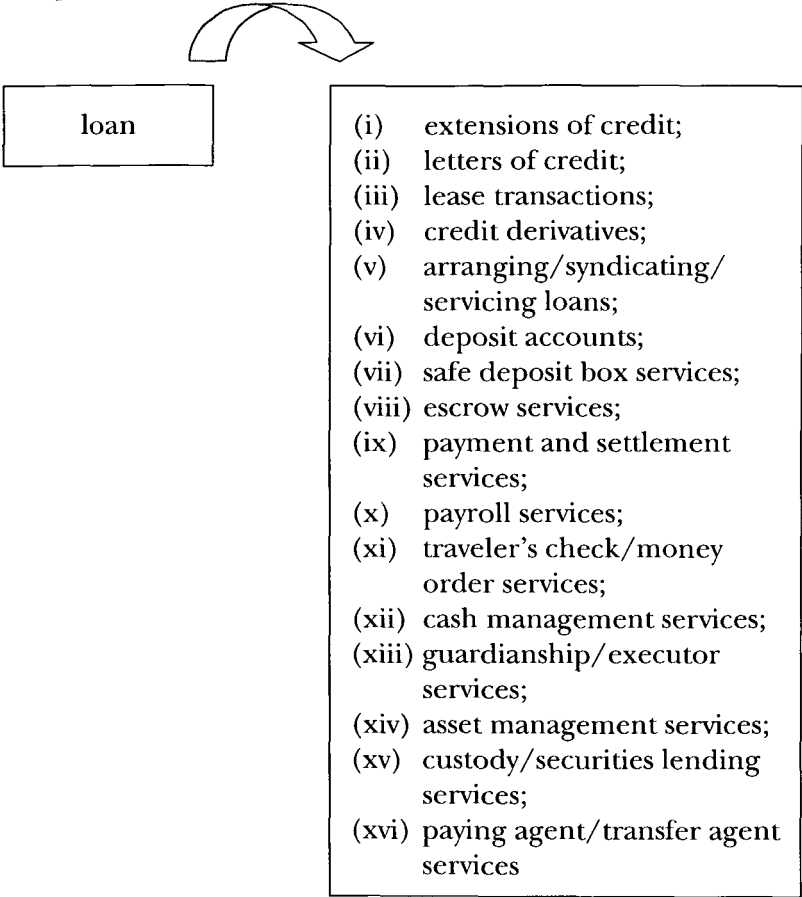 loan
(i) extensions of credit;
(ii) letters of credit;
(iii) lease transactions;
(iv) credit derivatives;
(v) arranging/syndicating/
servicing loans;
(vi) deposit accounts;
(vii) safe deposit box services;
(viii) escrow services;
(ix) payment and settlement
services;
(x) payroll services;
(xi) traveler's check/money
order services;
(xii) cash management services;
(xiii) guardianship/executor
services;
(xiv) asset management services;
(xv) custody/securities lending
services;
(xvi) paying agent/transfer agent
services